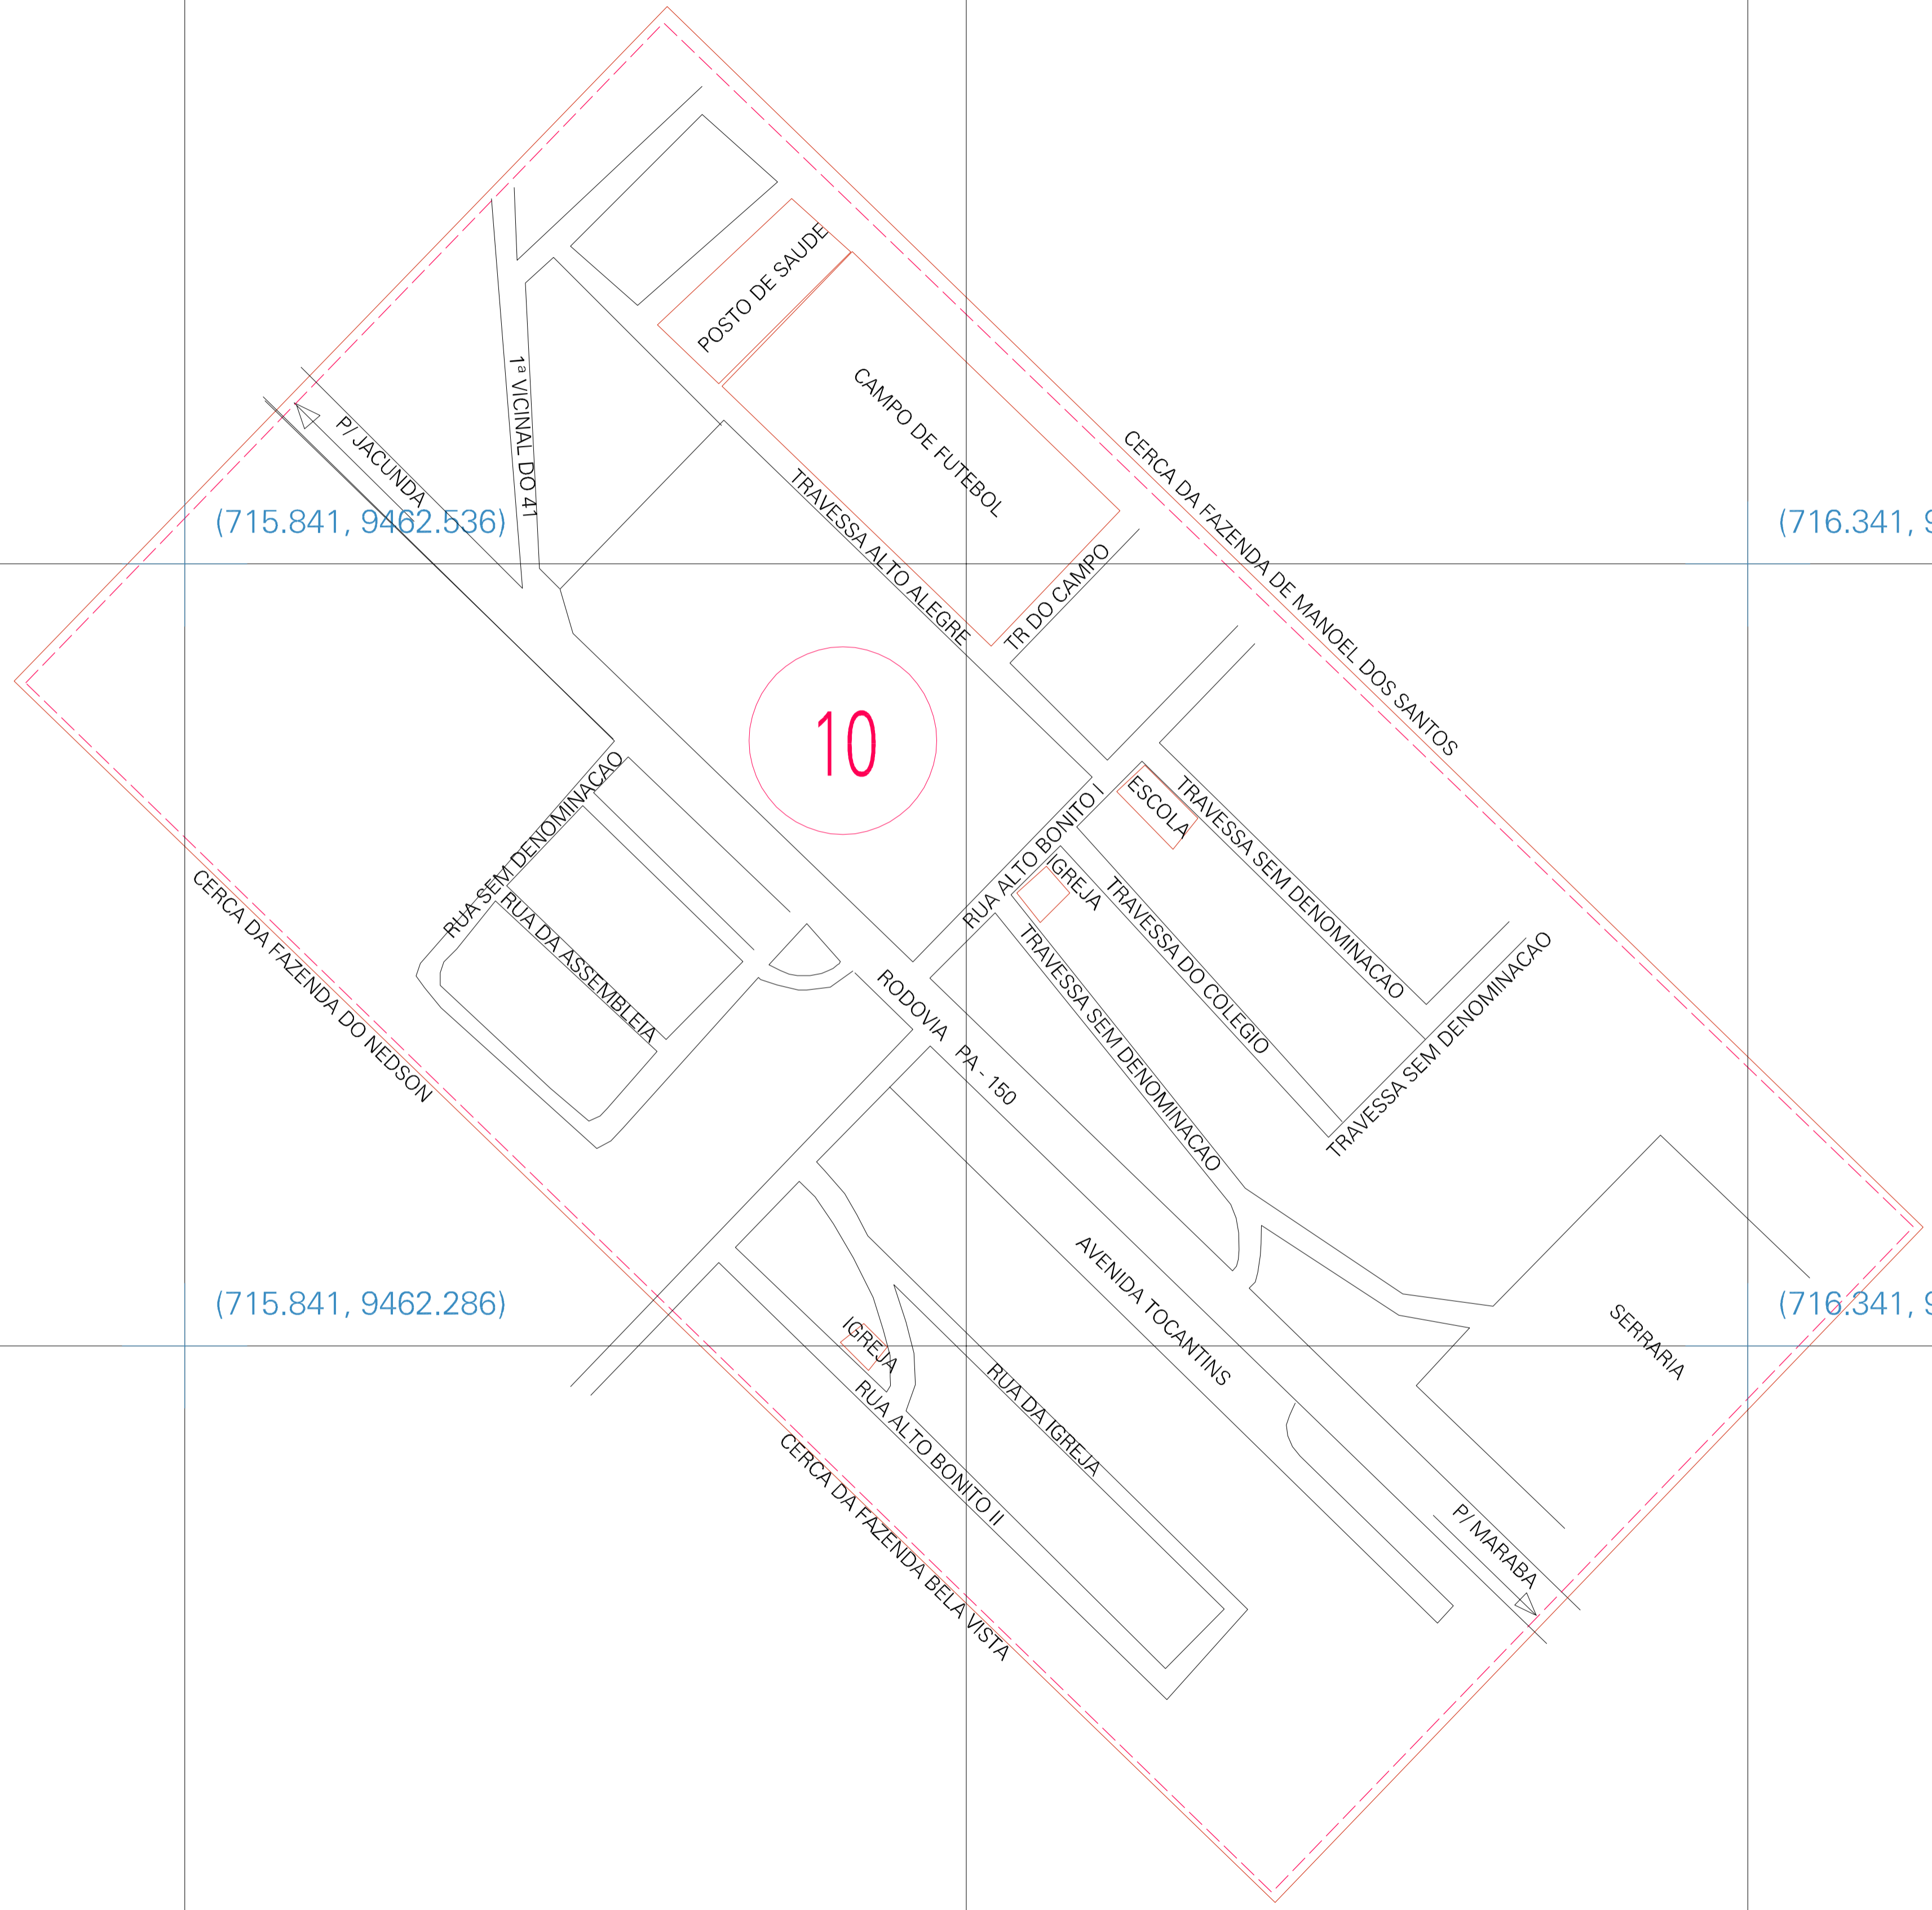 POSTO DE SAUDE
CAMPO DE FUTEBOL
1ª VICINAL DO 41
P/ JACUNDA
CERCA DA FAZENDA DE MANOEL DOS SANTOS
(715.841, 9462.536)
(716.341, 9
TRAVESSA ALTO ALEGRE
TR DO CAMPO
10
RUA SEM DENOMINACAO
ESCOLA
TRAVESSA SEM DENOMINACAO
RUA ALTO BONITO I
IGREJA
TRAVESSA DO COLEGIO
CERCA DA FAZENDA DO NEDSON
RUA DA ASSEMBLEIA
TRAVESSA SEM DENOMINACAO
TRAVESSA SEM DENOMINACAO
RODOVIA PA - 150
AVENIDA TOCANTINS
(715.841, 9462.286)
(716.341, 9
SERRARIA
IGREJA
RUA DA IGREJA
RUA ALTO BONITO II
CERCA DA FAZENDA BELA VISTA
P/ MARABA